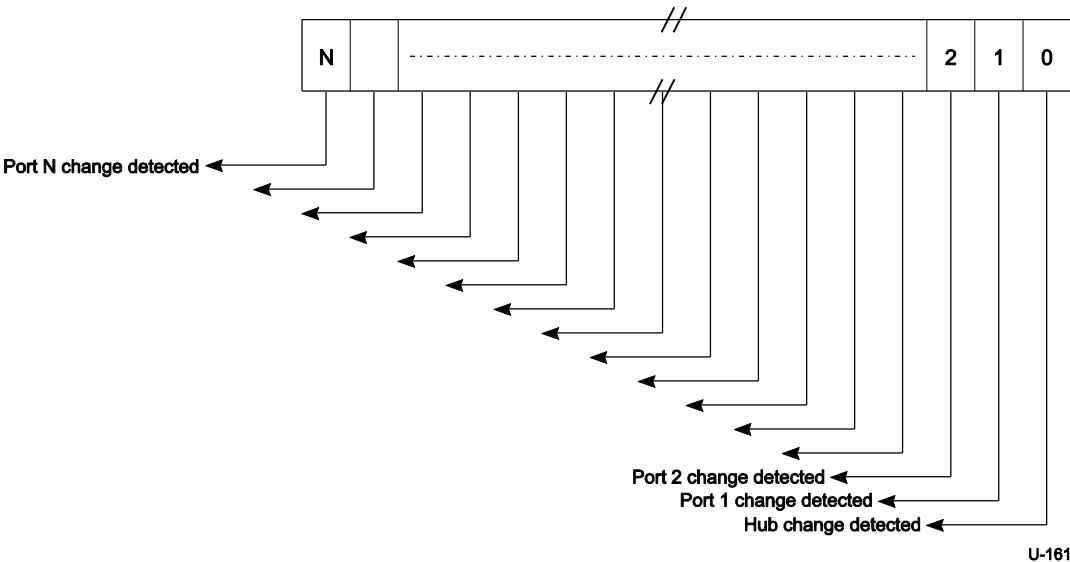 N 2 1 0
Port N change detected
Port 2 change detected
Port 1 change detected
Hub change detected
U-161